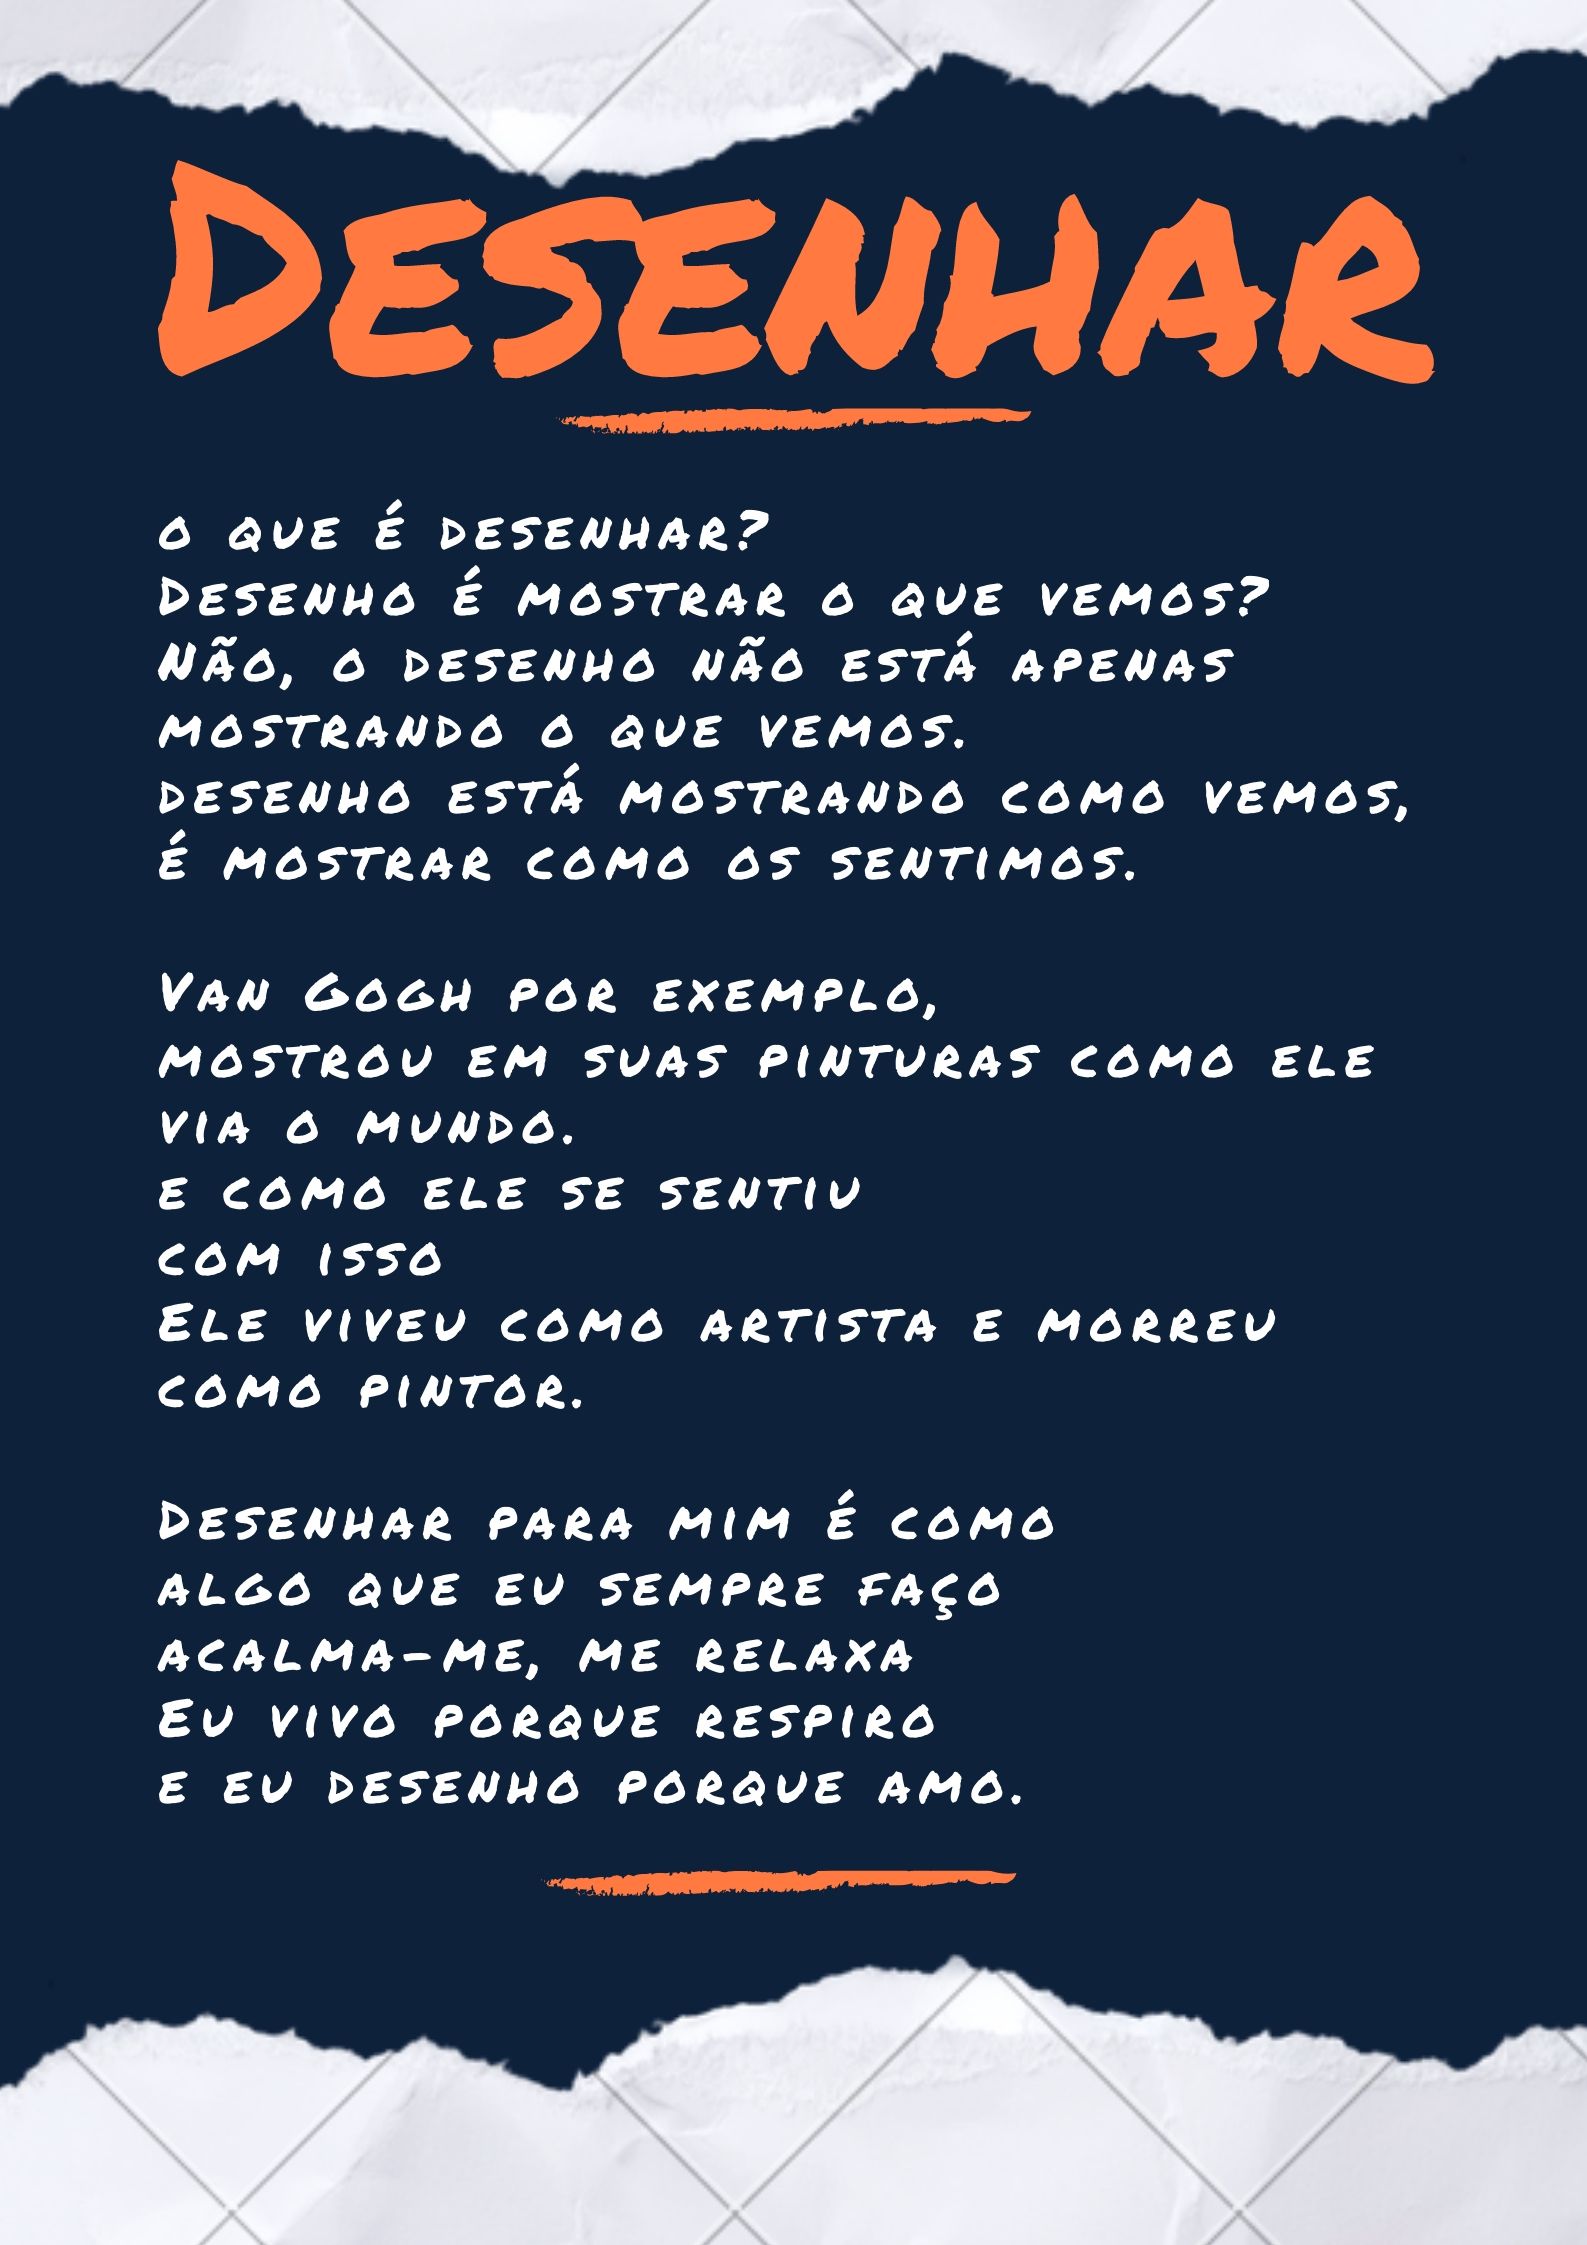 Desenhar
o que é desenhar?
Desenho é mostrar o que vemos?
Não, o desenho não está apenas
mostrando o que vemos.
desenho está mostrando como vemos,
é mostrar como os sentimos.
Van Gogh por exemplo,
mostrou em suas pinturas como ele
via o mundo.
e como ele se sentiu
com isso
Ele viveu como artista e morreu
como pintor.
Desenhar para mim é como
algo que eu sempre faço
acalma-me, me relaxa
Eu vivo porque respiro
e eu desenho porque amo.